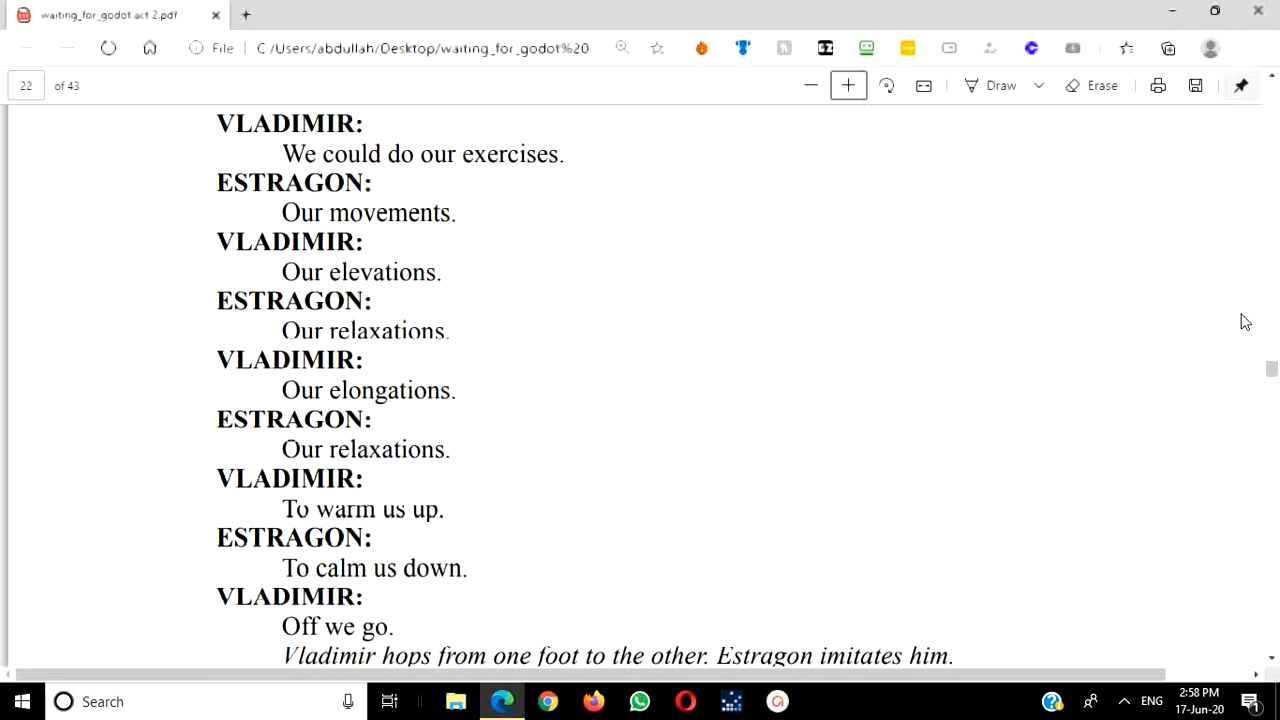 waiting_for_godot act 2.pdf
File C:/Users/abdullah/Desktop/waiting_for_godot%20
22 of 43 Draw Erase
VLADIMIR:
We could do our exercises.
ESTRAGON:
Our movements.
VLADIMIR:
Our elevations.
ESTRAGON:
Our relaxations.
VLADIMIR:
Our elongations.
ESTRAGON:
Our relaxations.
VLADIMIR:
To warm us up.
ESTRAGON:
To calm us down.
VLADIMIR:
Off we go.
Vladimir hops from one foot to the other. Estragon imitates him.
Search ENG 2:58 PM
17-Jun-20